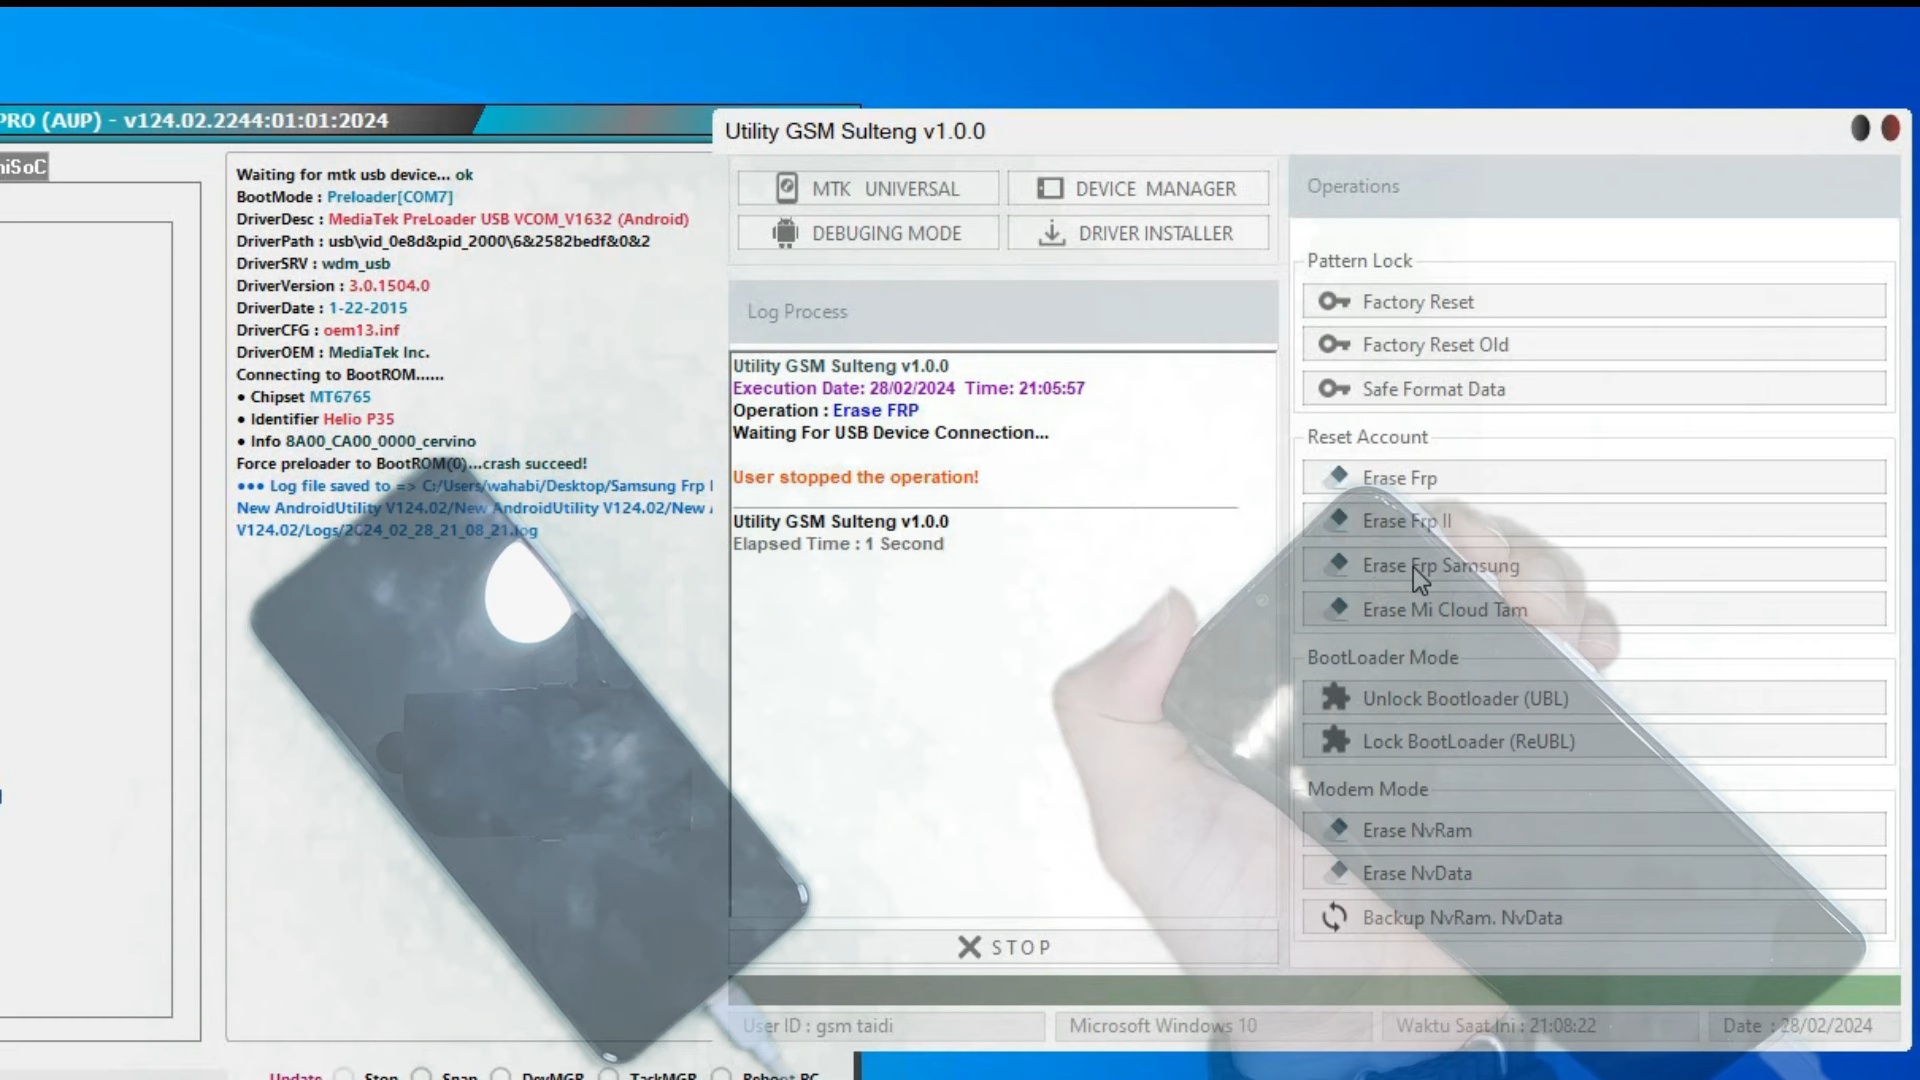 PRO (AUP) - v124.02.2244:01:01:2024
niSoC
Waiting for mtk usb device... ok
BootMode : Preloader[COM7]
DriverDesc : MediaTek PreLoader USB VCOM_V1632 (Android)
DriverPath : usb\vid_0e8d&pid_2000\6&2582bedf&0&2
DriverSRV : wdm_usb
DriverVersion : 3.0.1504.0
DriverDate : 1-22-2015
DriverCFG : oem13.inf
DriverOEM : MediaTek Inc.
Connecting to BootROM......
• Chipset MT6765
• Identifier Helio P35
• Info 8A00_CA00_0000_cervino
Force preloader to BootROM(0)...crash succeed!
••• Log file saved to => C:/Users/wahabi/Desktop/Samsung Frp
New AndroidUtility V124.02/New AndroidUtility V124.02/New
V124.02/Logs/2024_02_28_21_08_21.log
Update Stop Snap DevMGR TackMGR Reboot PC
Utility GSM Sulteng v1.0.0
MTK UNIVERSAL
DEVICE MANAGER
DEBUGING MODE
DRIVER INSTALLER
Log Process
Utility GSM Sulteng v1.0.0
Execution Date: 28/02/2024 Time: 21:05:57
Operation : Erase FRP
Waiting For USB Device Connection...
User stopped the operation!
Utility GSM Sulteng v1.0.0
Elapsed Time : 1 Second
STOP
Operations
Pattern Lock
Factory Reset
Factory Reset Old
Safe Format Data
Reset Account
Erase Frp
Erase Frp II
Erase Frp Samsung
Erase Mi Cloud Tam
BootLoader Mode
Unlock Bootloader (UBL)
Lock BootLoader (ReUBL)
Modem Mode
Erase NvRam
Erase NvData
Backup NvRam. NvData
User ID : gsm taidi
Microsoft Windows 10
Waktu Saat Ini : 21:08:22
Date : 28/02/2024